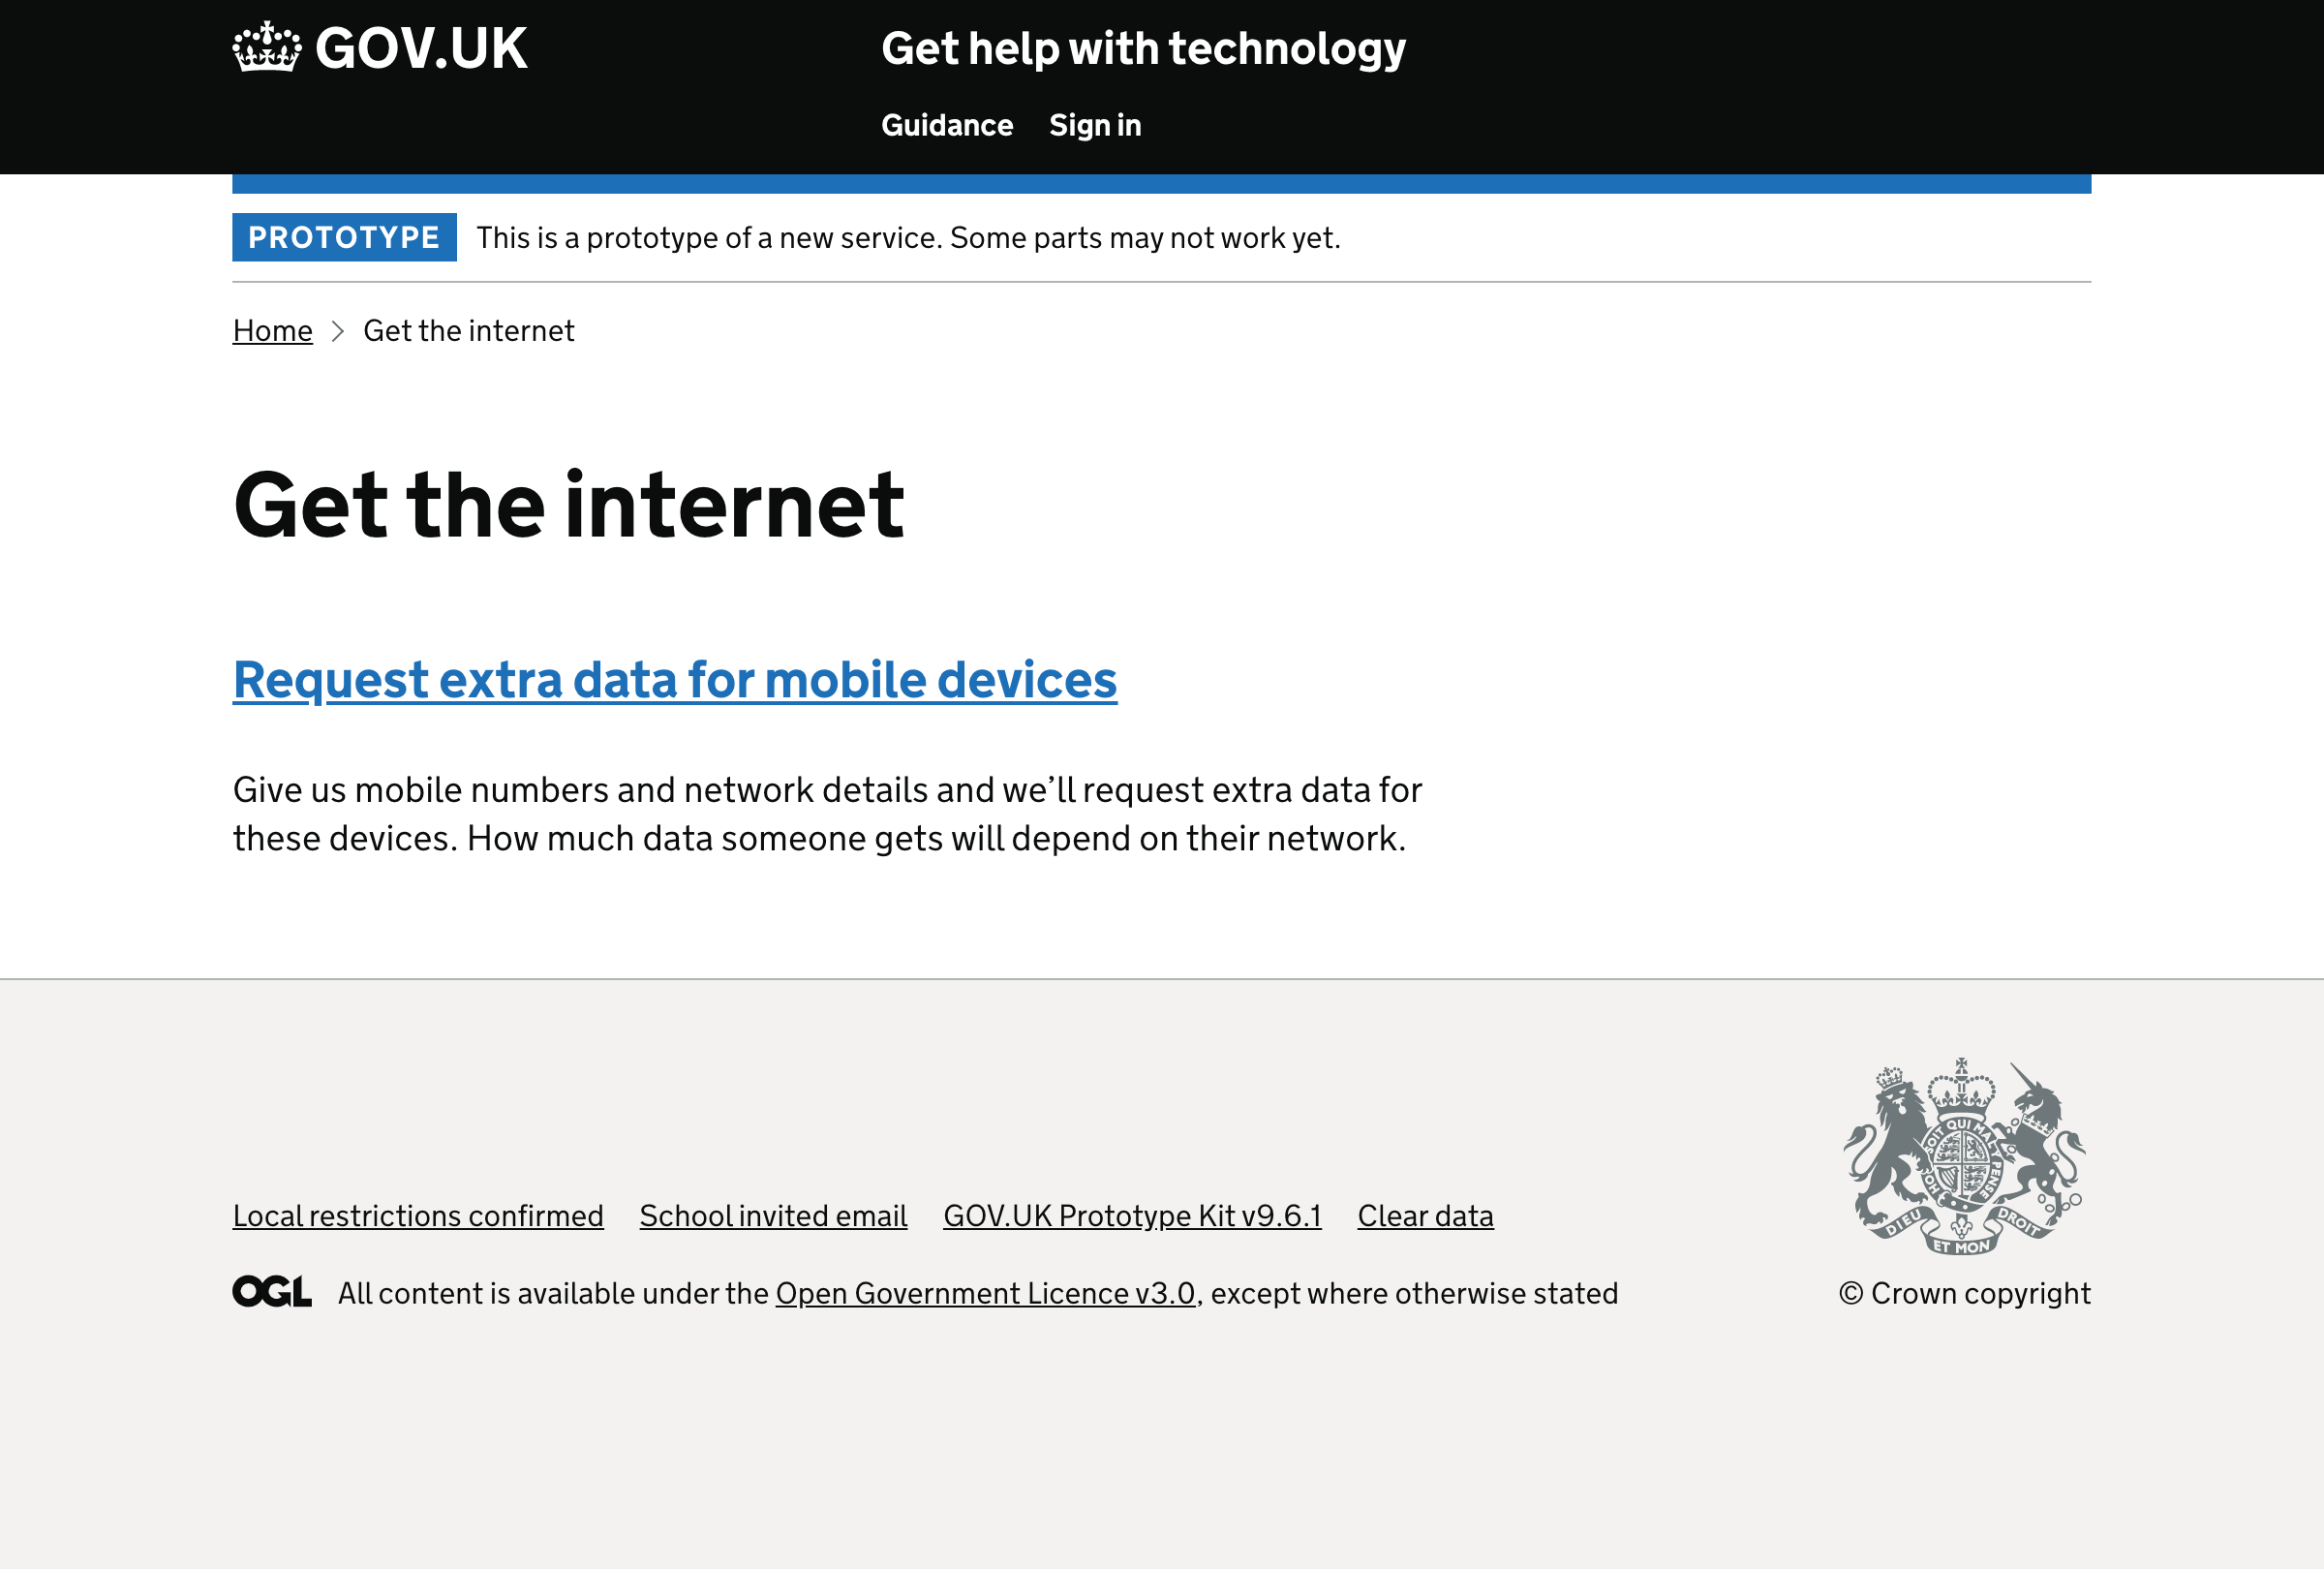 GOV.UK
Get help with technology
Guidance Sign in
PROTOTYPE This is a prototype of a new service. Some parts may not work yet.
Home Get the internet
Get the internet
Request extra data for mobile devices
Give us mobile numbers and network details and we’ll request extra data for
these devices. How much data someone gets will depend on their network.
Local restrictions confirmed School invited email GOV.UK Prototype Kit v9.6.1 Clear data
OGL All content is available under the Open Government Licence v3.0, except where otherwise stated
SOIT QUI MAL Y PENSE
DIEU ET MON DROIT
© Crown copyright